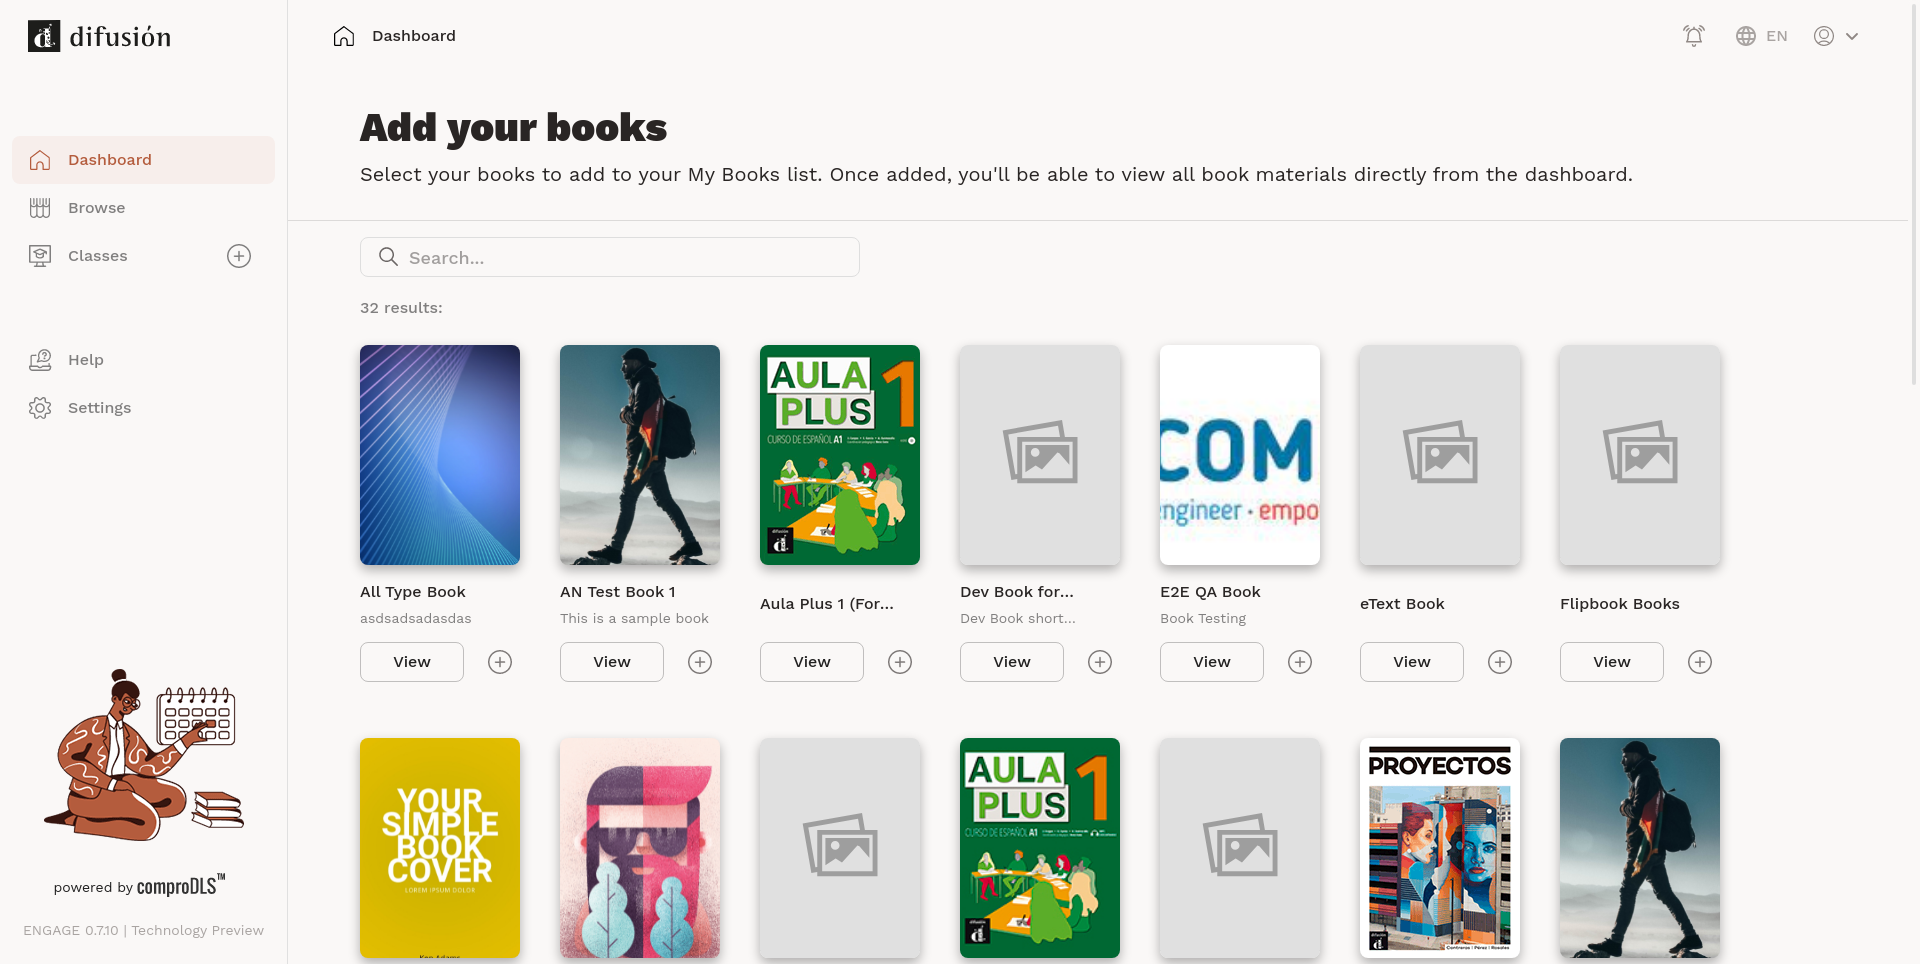 difusión
Dashboard
EN
Dashboard
Browse
Classes
Help
Settings
powered by comproDLS™
ENGAGE 0.7.10 | Technology Preview
Add your books
Select your books to add to your My Books list. Once added, you'll be able to view all book materials directly from the dashboard.
Search...
32 results:
AULA PLUS 1
CURSO DE ESPAÑOL A1
COM
ngineer · empo
All Type Book
asdsadsadasdas
View
AN Test Book 1
This is a sample book
View
Aula Plus 1 (For...
View
Dev Book for...
Dev Book short...
View
E2E QA Book
Book Testing
View
eText Book
View
Flipbook Books
View
YOUR
SIMPLE
BOOK
COVER
LOREM IPSUM DOLOR
AULA PLUS 1
CURSO DE ESPAÑOL A1
PROYECTOS
difusión
Contreras | Pérez | Rosales